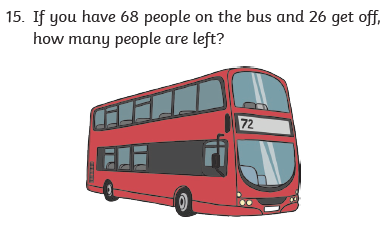 15. If you have 68 people on the bus and 26 get off,
how many people are left?
72